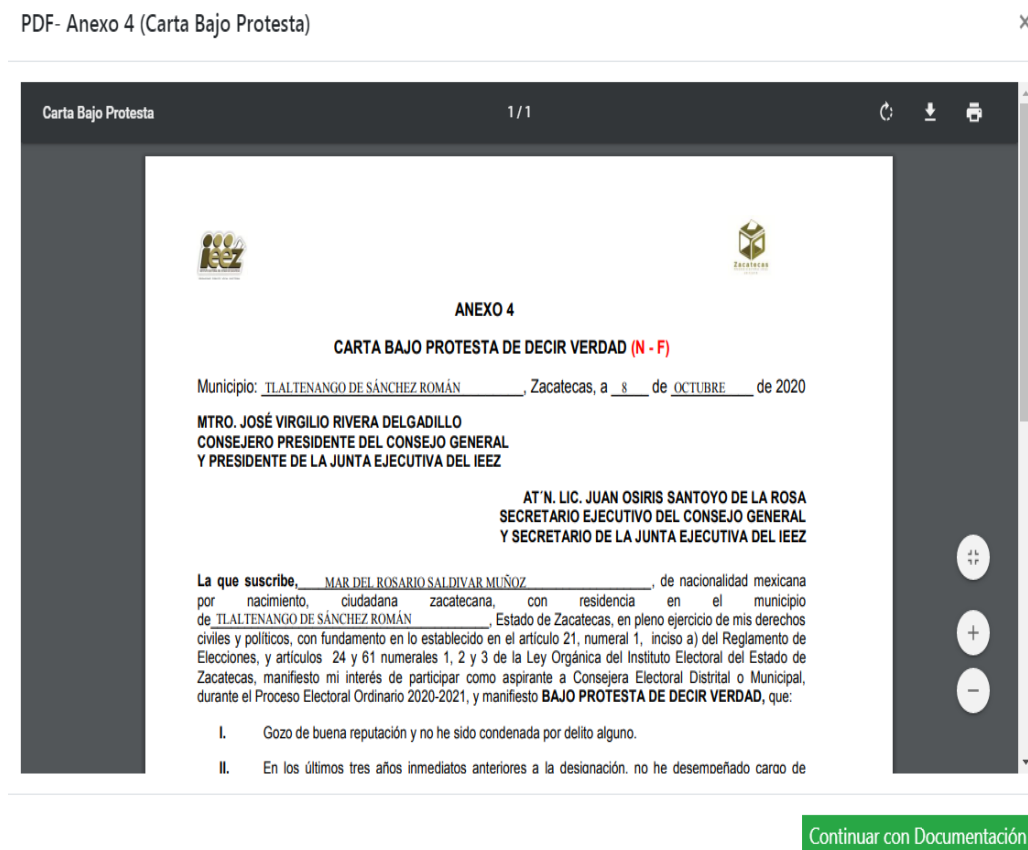 PDF- Anexo 4 (Carta Bajo Protesta)
×
Carta Bajo Protesta
1 / 1
ieez
Zacatecas
ANEXO 4
CARTA BAJO PROTESTA DE DECIR VERDAD (N - F)
Municipio: TLALTENANGO DE SÁNCHEZ ROMÁN, Zacatecas, a 8 de OCTUBRE de 2020
MTRO. JOSÉ VIRGILIO RIVERA DELGADILLO
CONSEJERO PRESIDENTE DEL CONSEJO GENERAL
Y PRESIDENTE DE LA JUNTA EJECUTIVA DEL IEEZ
AT´N. LIC. JUAN OSIRIS SANTOYO DE LA ROSA
SECRETARIO EJECUTIVO DEL CONSEJO GENERAL
Y SECRETARIO DE LA JUNTA EJECUTIVA DEL IEEZ
La que suscribe, MAR DEL ROSARIO SALDIVAR MUÑOZ, de nacionalidad mexicana
por nacimiento, ciudadana zacatecana, con residencia en el municipio
de TLALTENANGO DE SÁNCHEZ ROMÁN, Estado de Zacatecas, en pleno ejercicio de mis derechos
civiles y políticos, con fundamento en lo establecido en el artículo 21, numeral 1, inciso a) del Reglamento de
Elecciones, y artículos 24 y 61 numerales 1, 2 y 3 de la Ley Orgánica del Instituto Electoral del Estado de
Zacatecas, manifiesto mi interés de participar como aspirante a Consejera Electoral Distrital o Municipal,
durante el Proceso Electoral Ordinario 2020-2021, y manifiesto BAJO PROTESTA DE DECIR VERDAD, que:
I. Gozo de buena reputación y no he sido condenada por delito alguno.
II. En los últimos tres años inmediatos anteriores a la designación, no he desempeñado cargo de
Continuar con Documentación